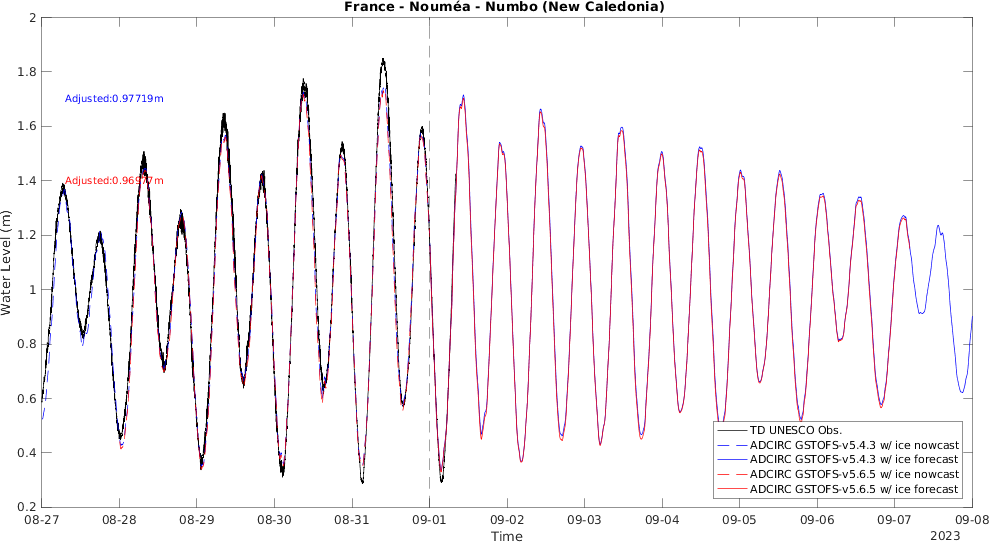 France - Nouméa - Numbo (New Caledonia)
2
1.8
1.6
1.4
1.2
1
0.8
0.6
0.4
0.2
Water Level (m)
Adjusted:0.97719m
TD UNESCO Obs.
ADCIRC GSTOFS-v5.4.3 w/ ice nowcast
ADCIRC GSTOFS-v5.4.3 w/ ice forecast
ADCIRC GSTOFS-v5.6.5 w/ ice nowcast
ADCIRC GSTOFS-v5.6.5 w/ ice forecast
08-27 08-28 08-29 08-30 08-31 09-01 09-02 09-03 09-04 09-05 09-06 09-07 09-08
Time
2023